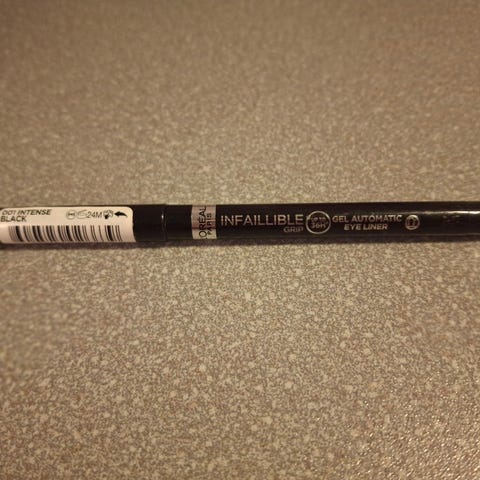 001 INTENSE
BLACK
24M
L'ORÉAL
PARIS
INFAILLIBLE
GRIP
UP TO
36H
GEL AUTOMATIC
EYE LINER